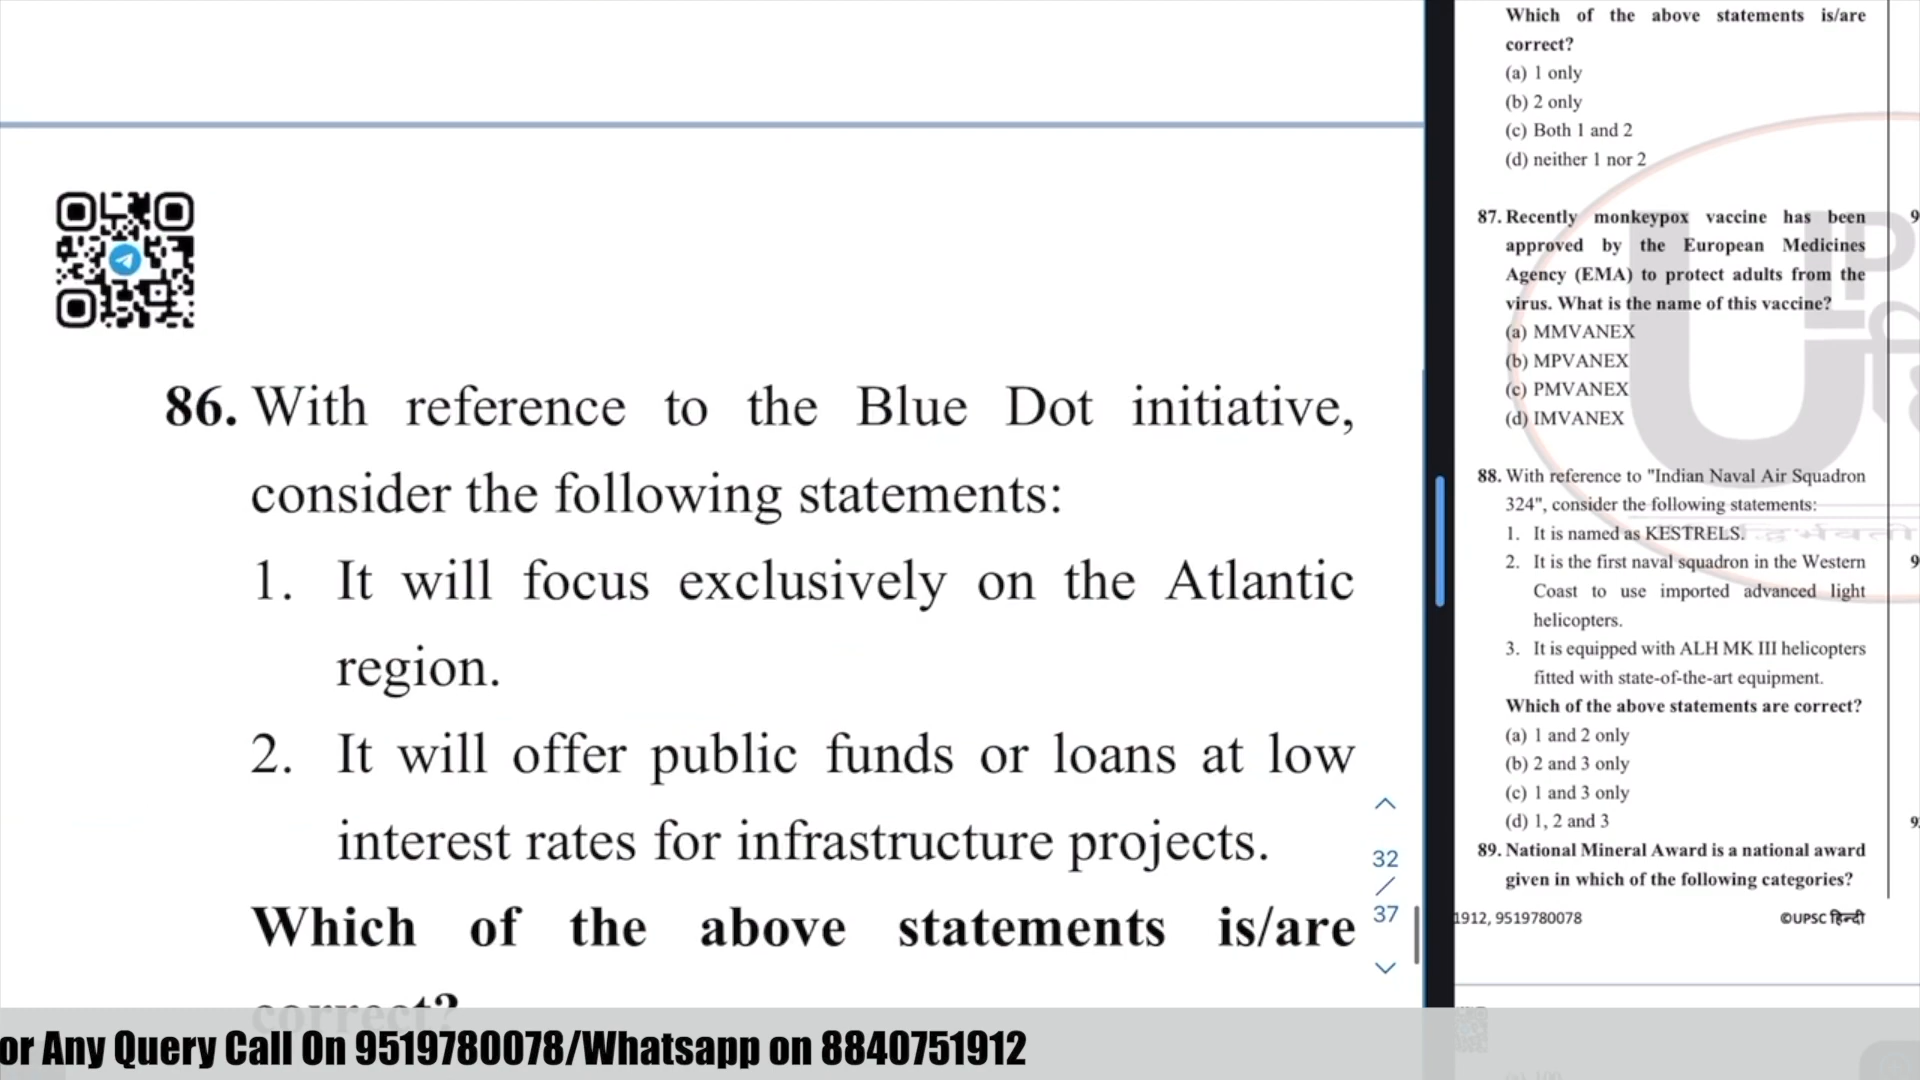 86. With reference to the Blue Dot initiative,
consider the following statements:
1. It will focus exclusively on the Atlantic
region.
2. It will offer public funds or loans at low
interest rates for infrastructure projects.
Which of the above statements is/are
correct?
32
/
37
Which of the above statements is/are
correct?
(a) 1 only
(b) 2 only
(c) Both 1 and 2
(d) neither 1 nor 2
87. Recently monkeypox vaccine has been
approved by the European Medicines
Agency (EMA) to protect adults from the
virus. What is the name of this vaccine?
(a) MMVANEX
(b) MPVANEX
(c) PMVANEX
(d) IMVANEX
88. With reference to "Indian Naval Air Squadron
324", consider the following statements:
1. It is named as KESTRELS.
2. It is the first naval squadron in the Western
Coast to use imported advanced light
helicopters.
3. It is equipped with ALH MK III helicopters
fitted with state-of-the-art equipment.
Which of the above statements are correct?
(a) 1 and 2 only
(b) 2 and 3 only
(c) 1 and 3 only
(d) 1, 2 and 3
89. National Mineral Award is a national award
given in which of the following categories?
1912, 9519780078
©UPSC हिन्दी
or Any Query Call On 9519780078/Whatsapp on 8840751912